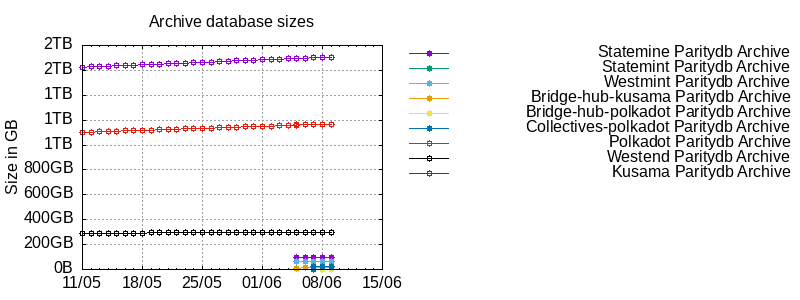 Archive database sizes
Size in GB
2TB
2TB
1TB
1TB
1TB
800GB
600GB
400GB
200GB
0B
11/05 18/05 25/05 01/06 08/06 15/06
Statemine Paritydb Archive
Statemint Paritydb Archive
Westmint Paritydb Archive
Bridge-hub-kusama Paritydb Archive
Bridge-hub-polkadot Paritydb Archive
Collectives-polkadot Paritydb Archive
Polkadot Paritydb Archive
Westend Paritydb Archive
Kusama Paritydb Archive